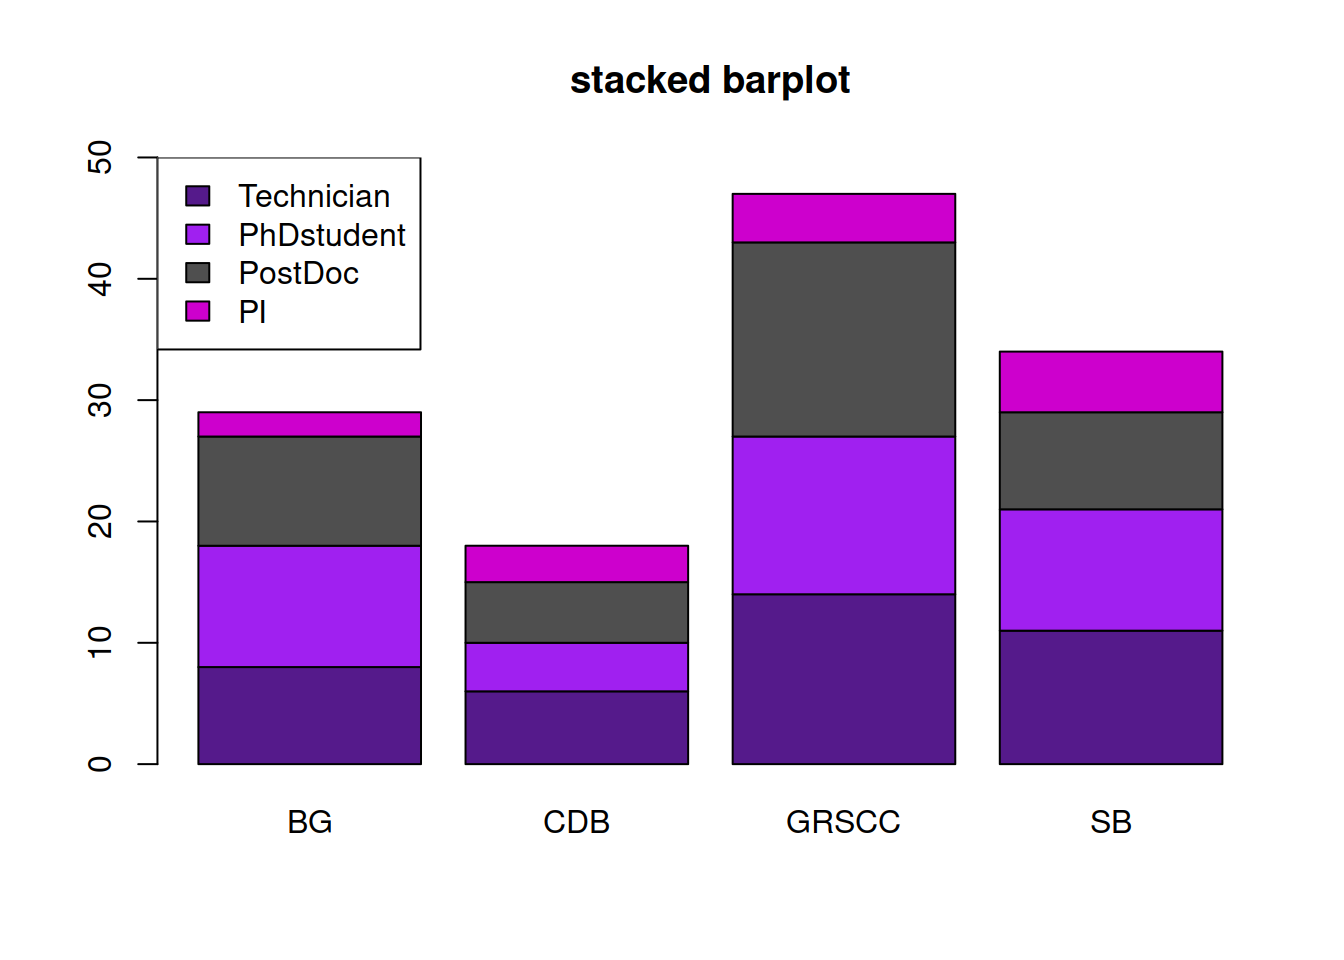 stacked barplot
50
40
30
20
10
0
Technician
PhDstudent
PostDoc
PI
BG CDB GRSCC SB